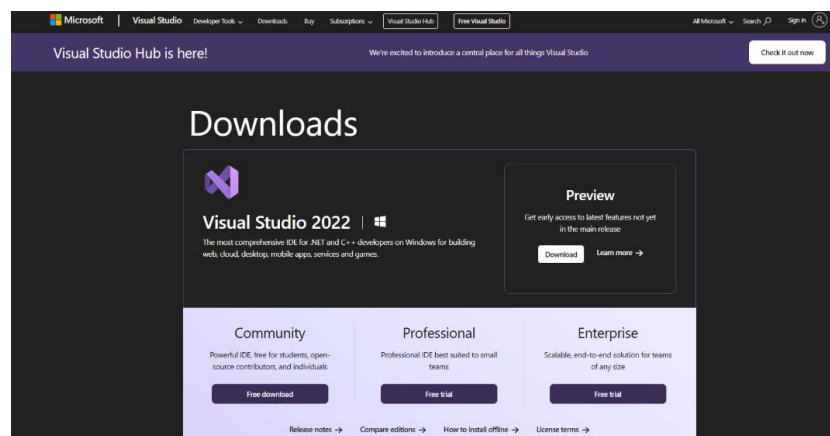 Microsoft Visual Studio Developer Tools Downloads Buy Subscriptions Visual Studio Hub Free Visual Studio All Microsoft Search Sign in
Visual Studio Hub is here! We're excited to introduce a central place for all things Visual Studio Check it out now
Downloads
Visual Studio 2022
The most comprehensive IDE for .NET and C++ developers on Windows for building
web, cloud, desktop, mobile apps, services and games.
Preview
Get early access to latest features not yet
in the main release
Download Learn more →
Community
Powerful IDE, free for students, open-
source contributors, and individuals
Free download
Professional
Professional IDE best suited to small
teams
Free trial
Enterprise
Scalable, end-to-end solution for teams
of any size
Free trial
Release notes → Compare editions → How to install offline → License terms →